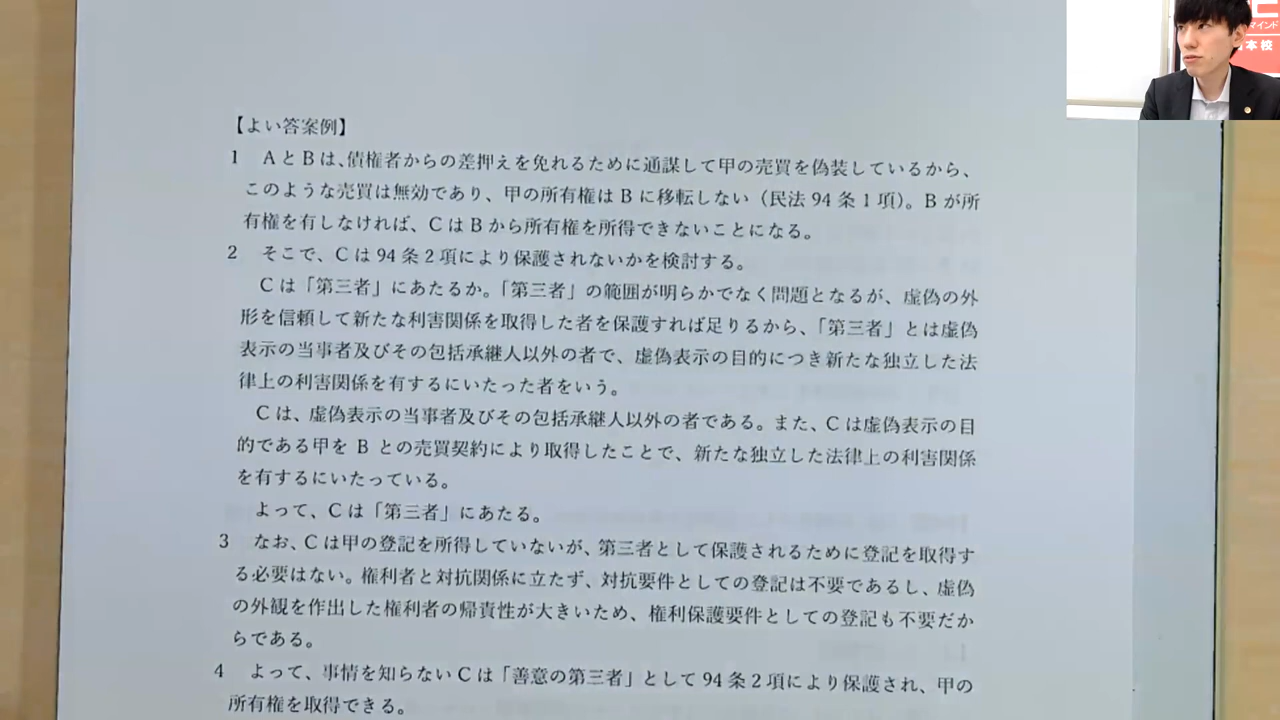 【よい答案例】
1 AとBは、債権者からの差押えを免れるために通謀して甲の売買を偽装しているから、
このような売買は無効であり、甲の所有権はBに移転しない（民法94条1項）。Bが所
有権を有しなければ、CはBから所有権を所得できないことになる。
2 そこで、Cは94条2項により保護されないかを検討する。
Cは「第三者」にあたるか。「第三者」の範囲が明らかでなく問題となるが、虚偽の外
形を信頼して新たな利害関係を取得した者を保護すれば足りるから、「第三者」とは虚偽
表示の当事者及びその包括承継人以外の者で、虚偽表示の目的につき新たな独立した法
律上の利害関係を有するにいたった者をいう。
Cは、虚偽表示の当事者及びその包括承継人以外の者である。また、Cは虚偽表示の目
的である甲を B との売買契約により取得したことで、新たな独立した法律上の利害関係
を有するにいたっている。
よって、Cは「第三者」にあたる。
3 なお、Cは甲の登記を所得していないが、第三者として保護されるために登記を取得す
る必要はない。権利者と対抗関係に立たず、対抗要件としての登記は不要であるし、虚偽
の外観を作出した権利者の帰責性が大きいため、権利保護要件としての登記も不要だか
らである。
4 よって、事情を知らないCは「善意の第三者」として94条2項により保護され、甲の
所有権を取得できる。
マインド
本校